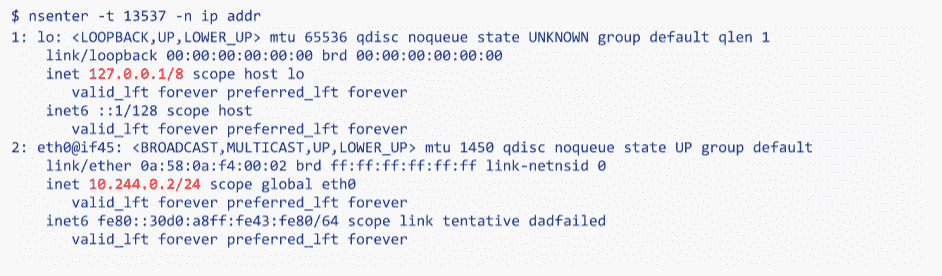 $ nsenter -t 13537 -n ip addr
1: lo: <LOOPBACK,UP,LOWER_UP> mtu 65536 qdisc noqueue state UNKNOWN group default qlen 1
    link/loopback 00:00:00:00:00:00 brd 00:00:00:00:00:00
    inet 127.0.0.1/8 scope host lo
       valid_lft forever preferred_lft forever
    inet6 ::1/128 scope host
       valid_lft forever preferred_lft forever
2: eth0@if45: <BROADCAST,MULTICAST,UP,LOWER_UP> mtu 1450 qdisc noqueue state UP group default
    link/ether 0a:58:0a:f4:00:02 brd ff:ff:ff:ff:ff:ff link-netnsid 0
    inet 10.244.0.2/24 scope global eth0
       valid_lft forever preferred_lft forever
    inet6 fe80::30d0:a8ff:fe43:fe80/64 scope link tentative dadfailed
       valid_lft forever preferred_lft forever